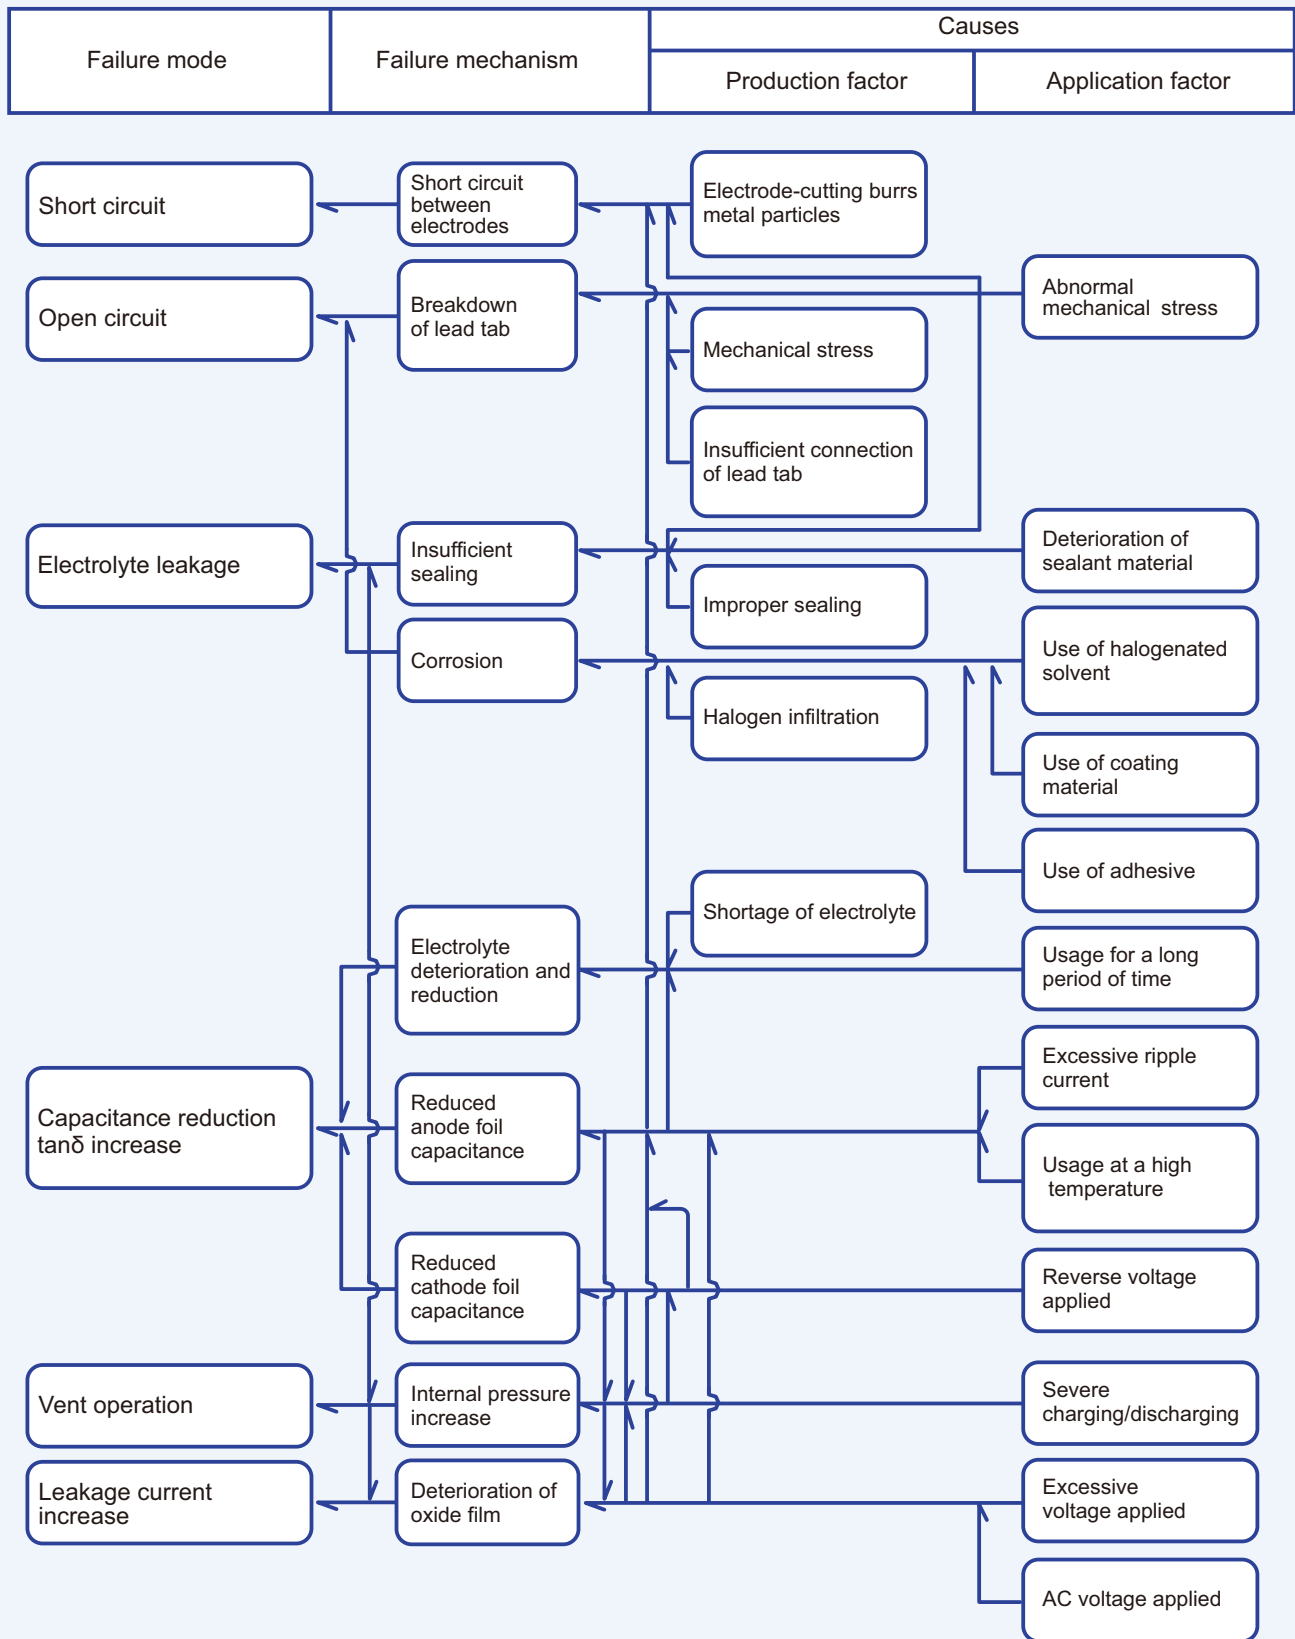 Failure mode
Failure mechanism
Causes
Production factor
Application factor
Short circuit
Short circuit
between
electrodes
Electrode-cutting burrs
metal particles
Open circuit
Breakdown
of lead tab
Abnormal
mechanical stress
Mechanical stress
Insufficient connection
of lead tab
Electrolyte leakage
Insufficient
sealing
Deterioration of
sealant material
Improper sealing
Corrosion
Use of halogenated
solvent
Halogen infiltration
Use of coating
material
Use of adhesive
Shortage of electrolyte
Electrolyte
deterioration and
reduction
Usage for a long
period of time
Excessive ripple
current
Capacitance reduction
tanδ increase
Reduced
anode foil
capacitance
Usage at a high
temperature
Reduced
cathode foil
capacitance
Reverse voltage
applied
Vent operation
Internal pressure
increase
Severe
charging/discharging
Leakage current
increase
Deterioration of
oxide film
Excessive
voltage applied
AC voltage applied